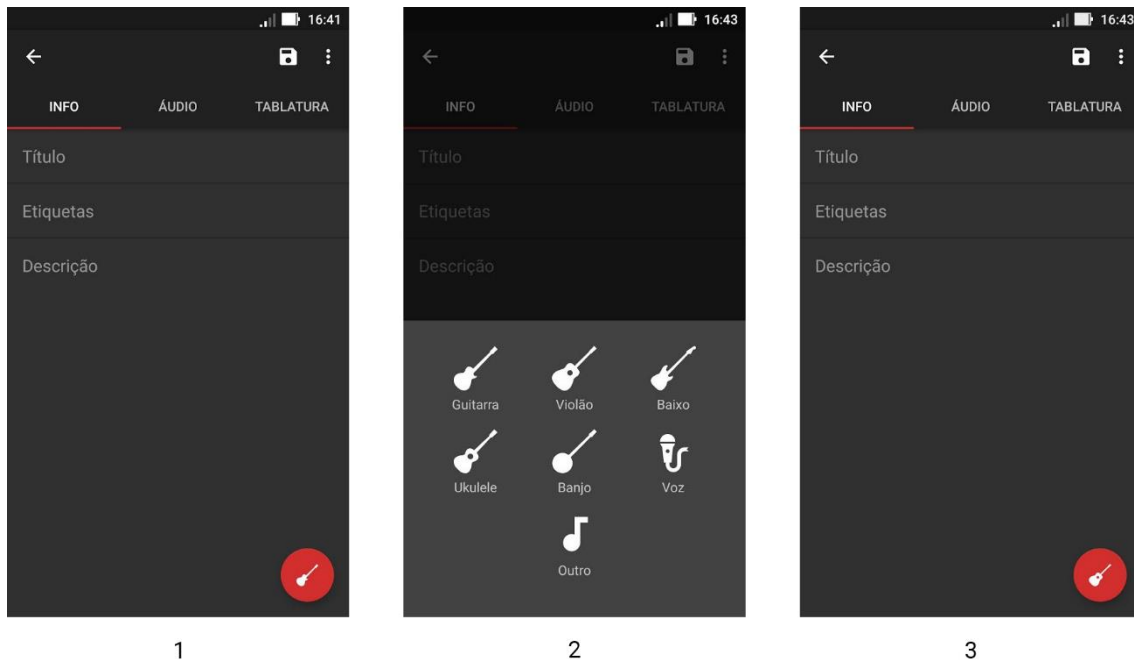 16:41
INFO ÁUDIO TABLATURA
Título
Etiquetas
Descrição
1
16:43
INFO ÁUDIO TABLATURA
Título
Etiquetas
Descrição
Guitarra Violão Baixo
Ukulele Banjo Voz
Outro
2
16:43
INFO ÁUDIO TABLATURA
Título
Etiquetas
Descrição
3